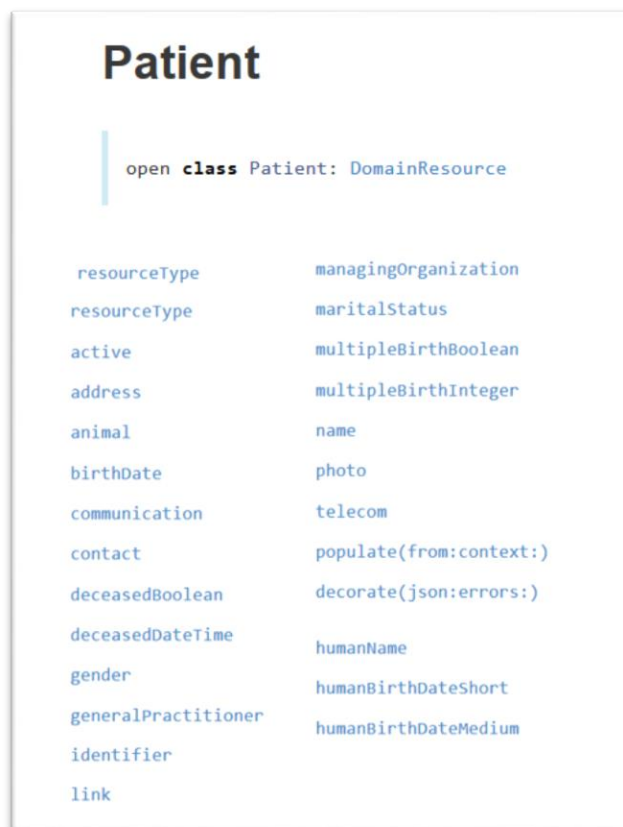 Patient
open class Patient: DomainResource
resourceType
resourceType
active
address
animal
birthDate
communication
contact
deceasedBoolean
deceasedDateTime
gender
generalPractitioner
identifier
link
managingOrganization
maritalStatus
multipleBirthBoolean
multipleBirthInteger
name
photo
telecom
populate(from:context:)
decorate(json:errors:)
humanName
humanBirthDateShort
humanBirthDateMedium